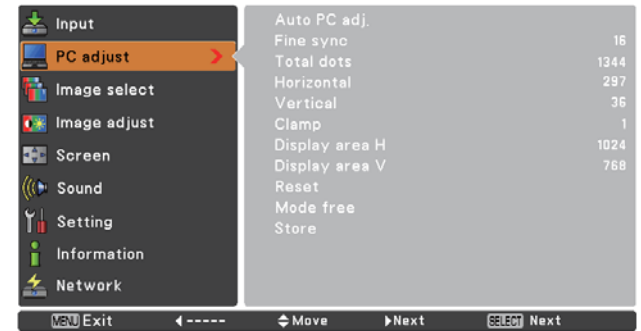 Input
PC adjust
Image select
Image adjust
Screen
Sound
Setting
Information
Network
Auto PC adj.
Fine sync 16
Total dots 1344
Horizontal 297
Vertical 36
Clamp 1
Display area H 1024
Display area V 768
Reset
Mode free
Store
MENU Exit ----- Move Next SELECT Next